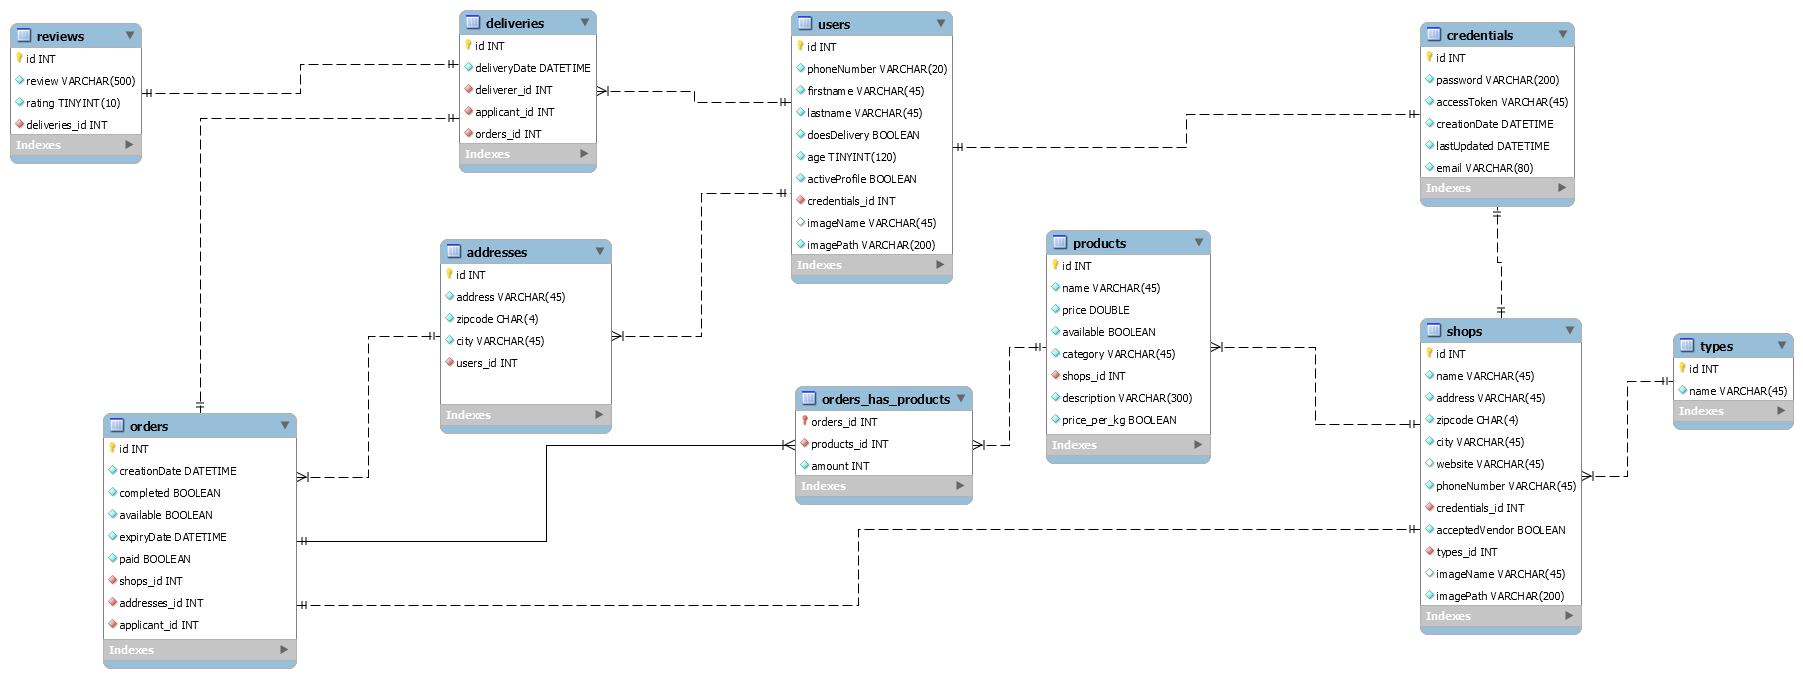 reviews
id INT
review VARCHAR(500)
rating TINYINT(10)
deliveries_id INT
Indexes
deliveries
id INT
deliveryDate DATETIME
deliverer_id INT
applicant_id INT
orders_id INT
Indexes
users
id INT
phoneNumber VARCHAR(20)
firstname VARCHAR(45)
lastname VARCHAR(45)
doesDelivery BOOLEAN
age TINYINT(120)
activeProfile BOOLEAN
credentials_id INT
imageName VARCHAR(45)
imagePath VARCHAR(200)
Indexes
credentials
id INT
password VARCHAR(200)
accessToken VARCHAR(45)
creationDate DATETIME
lastUpdated DATETIME
email VARCHAR(80)
Indexes
addresses
id INT
address VARCHAR(45)
zipcode CHAR(4)
city VARCHAR(45)
users_id INT
Indexes
products
id INT
name VARCHAR(45)
price DOUBLE
available BOOLEAN
category VARCHAR(45)
shops_id INT
description VARCHAR(300)
price_per_kg BOOLEAN
Indexes
shops
id INT
name VARCHAR(45)
address VARCHAR(45)
zipcode CHAR(4)
city VARCHAR(45)
website VARCHAR(45)
phoneNumber VARCHAR(45)
credentials_id INT
acceptedVendor BOOLEAN
types_id INT
imageName VARCHAR(45)
imagePath VARCHAR(200)
Indexes
types
id INT
name VARCHAR(45)
Indexes
orders_has_products
orders_id INT
products_id INT
amount INT
Indexes
orders
id INT
creationDate DATETIME
completed BOOLEAN
available BOOLEAN
expiryDate DATETIME
paid BOOLEAN
shops_id INT
addresses_id INT
applicant_id INT
Indexes